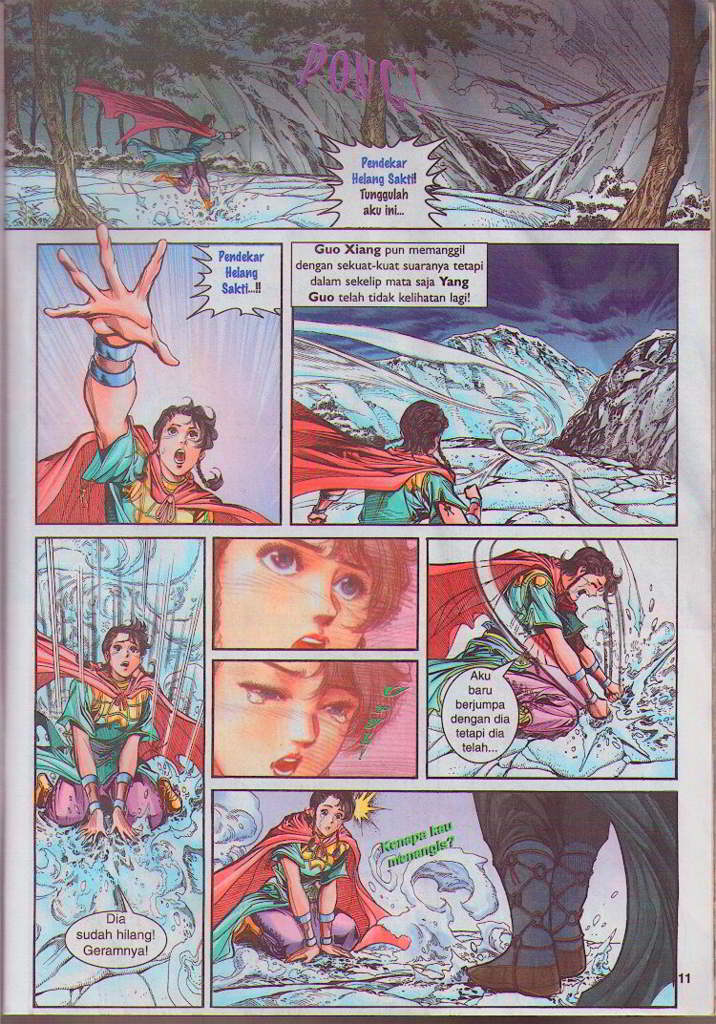 PONG!
Pendekar
Helang Sakti!
Tunggulah
aku ini...
Pendekar
Helang
Sakti...!!
Guo Xiang pun memanggil
dengan sekuat-kuat suaranya tetapi
dalam sekelip mata saja Yang
Guo telah tidak kelihatan lagi!
Aku
baru
berjumpa
dengan dia
tetapi dia
telah...
Dia
sudah hilang!
Geramnya!
Kenapa kau
menangis?
11